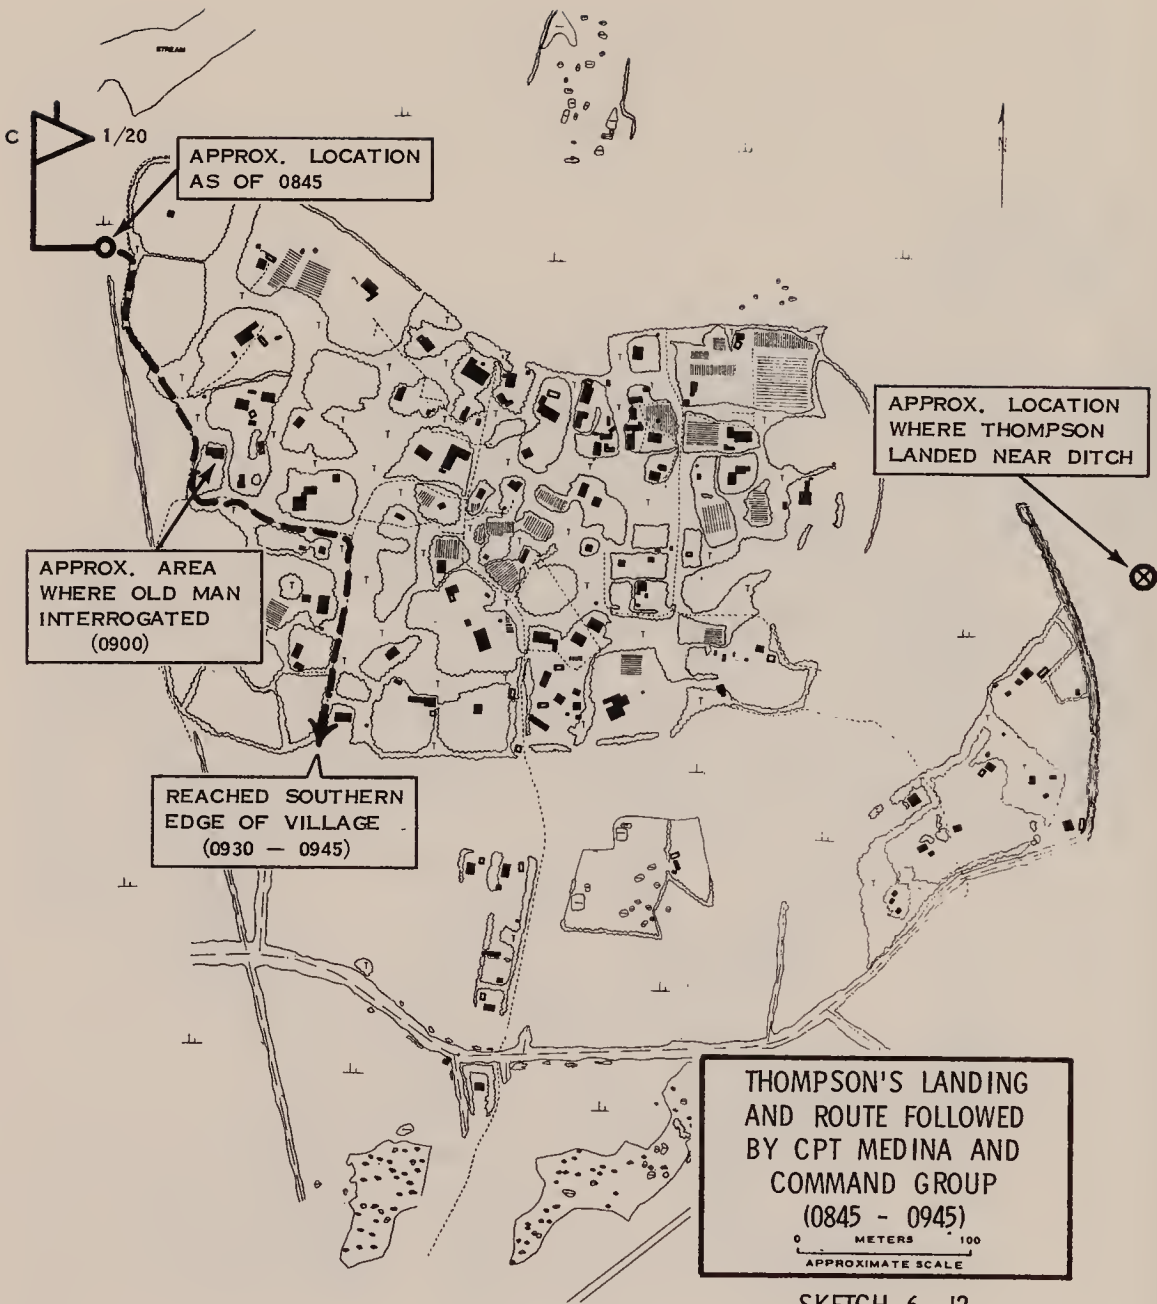 STREAM
C 1/20
APPROX. LOCATION
AS OF 0845
N
APPROX. LOCATION
WHERE THOMPSON
LANDED NEAR DITCH
APPROX. AREA
WHERE OLD MAN
INTERROGATED
(0900)
REACHED SOUTHERN
EDGE OF VILLAGE
(0930 — 0945)
THOMPSON'S LANDING
AND ROUTE FOLLOWED
BY CPT MEDINA AND
COMMAND GROUP
(0845 - 0945)
0 METERS 100
APPROXIMATE SCALE
SKETCH 6-12